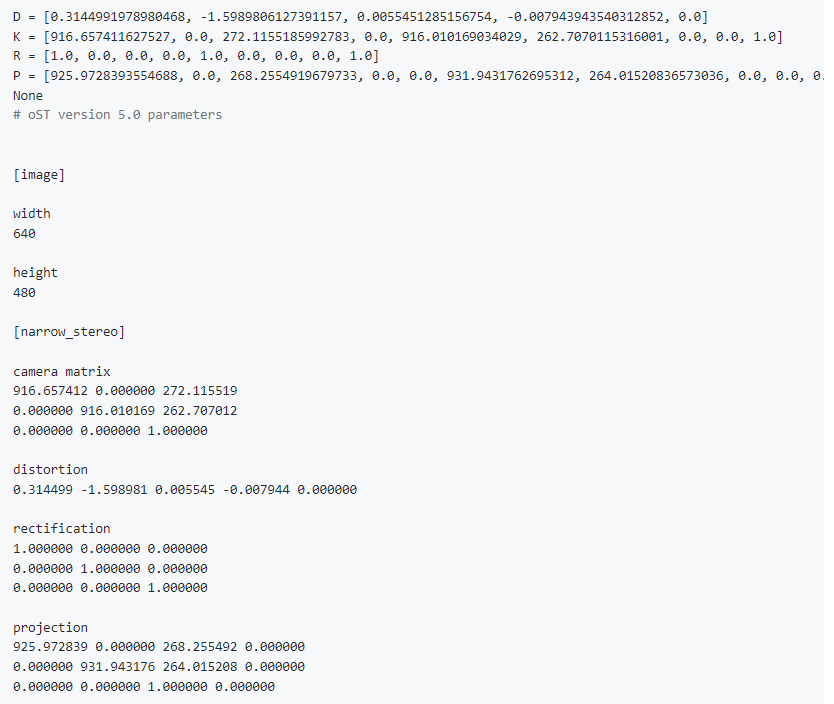 D = [0.3144991978980468, -1.5989806127391157, 0.0055451285156754, -0.007943943540312852, 0.0]
K = [916.657411627527, 0.0, 272.1155185992783, 0.0, 916.010169034029, 262.7070115316001, 0.0, 0.0, 1.0]
R = [1.0, 0.0, 0.0, 0.0, 1.0, 0.0, 0.0, 0.0, 1.0]
P = [925.9728393554688, 0.0, 268.2554919679733, 0.0, 0.0, 931.9431762695312, 264.01520836573036, 0.0, 0.0, 0.
None
# oST version 5.0 parameters
[image]
width
640
height
480
[narrow_stereo]
camera matrix
916.657412 0.000000 272.115519
0.000000 916.010169 262.707012
0.000000 0.000000 1.000000
distortion
0.314499 -1.598981 0.005545 -0.007944 0.000000
rectification
1.000000 0.000000 0.000000
0.000000 1.000000 0.000000
0.000000 0.000000 1.000000
projection
925.972839 0.000000 268.255492 0.000000
0.000000 931.943176 264.015208 0.000000
0.000000 0.000000 1.000000 0.000000